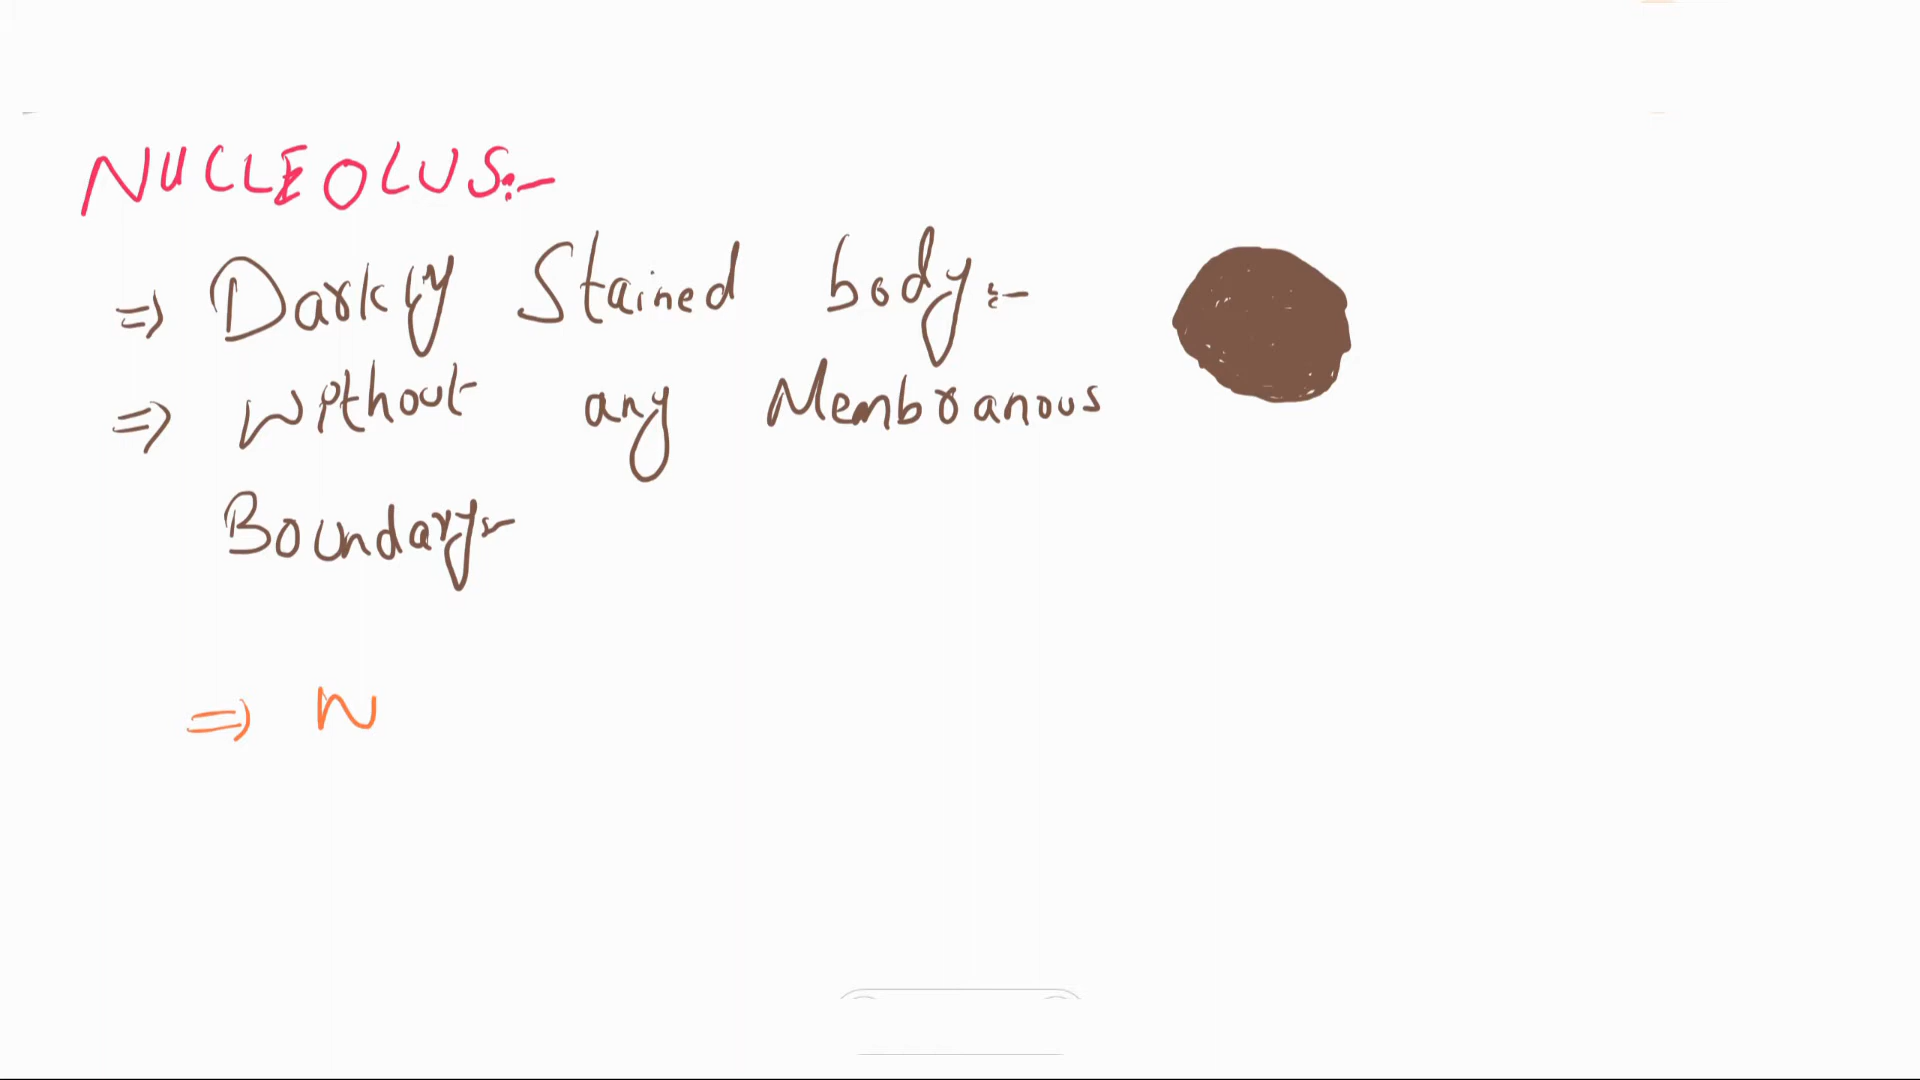 NUCLEOLUS:-
⇒ Darkly Stained body:-
⇒ Without any Membranous
Boundary:-
⇒ N